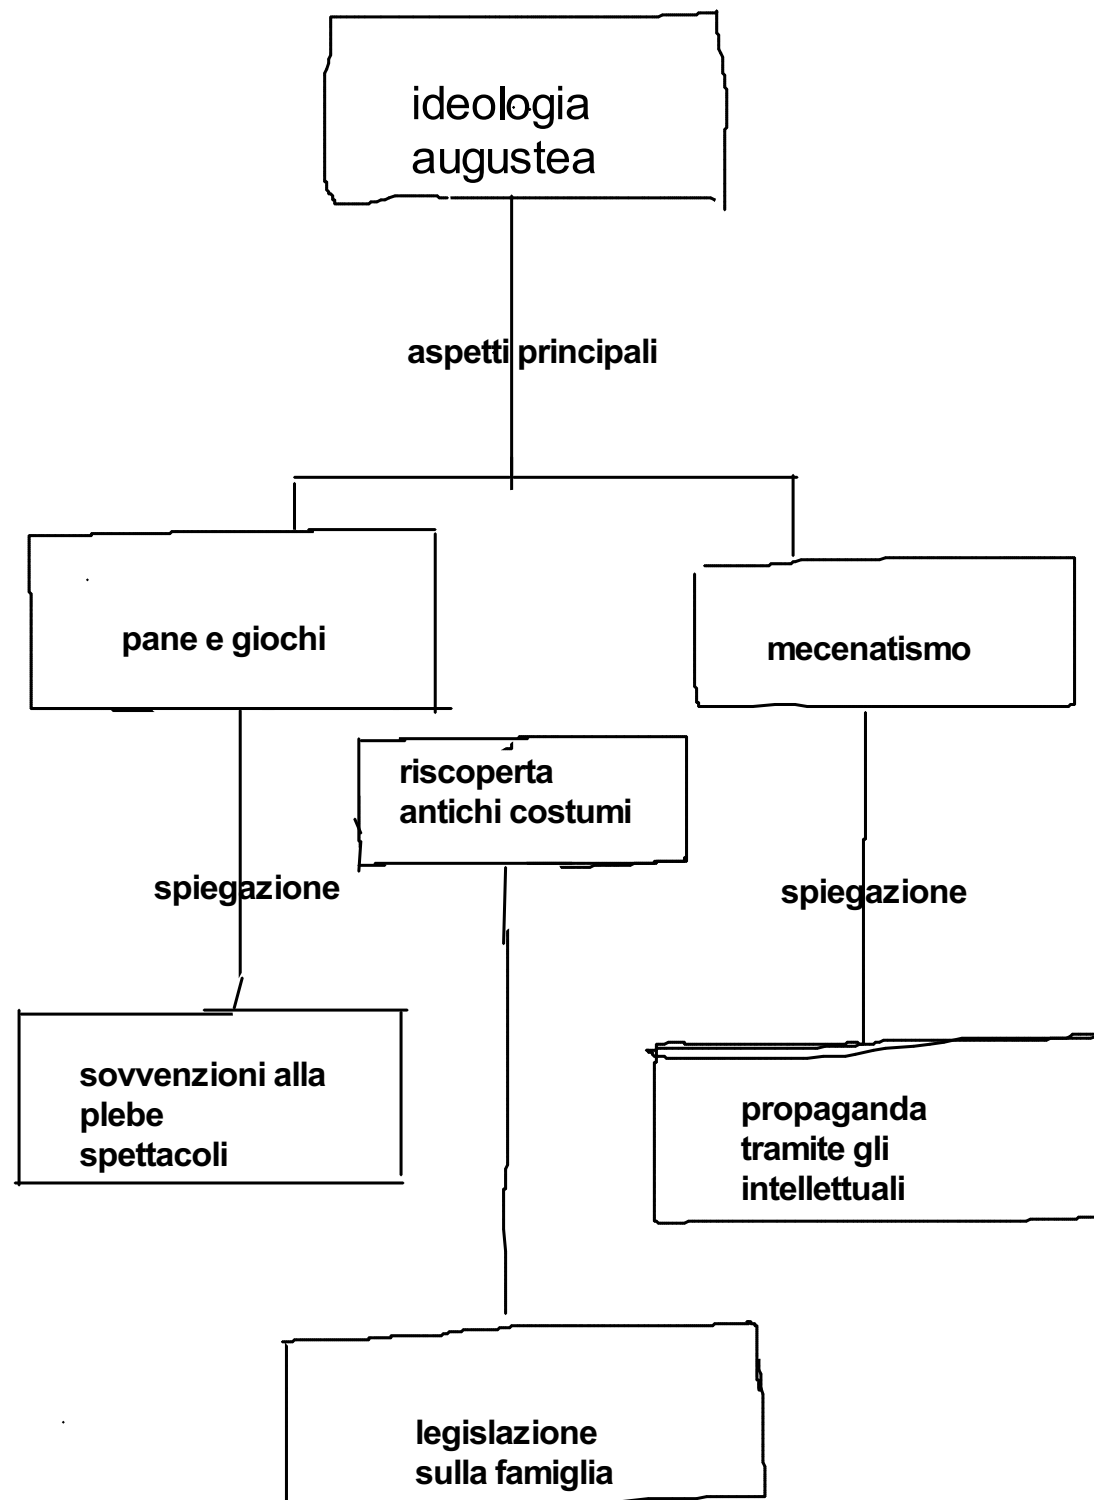 ideologia
augustea
aspetti principali
pane e giochi
mecenatismo
riscoperta
antichi costumi
spiegazione
spiegazione
sovvenzioni alla
plebe
spettacoli
propaganda
tramite gli
intellettuali
legislazione
sulla famiglia